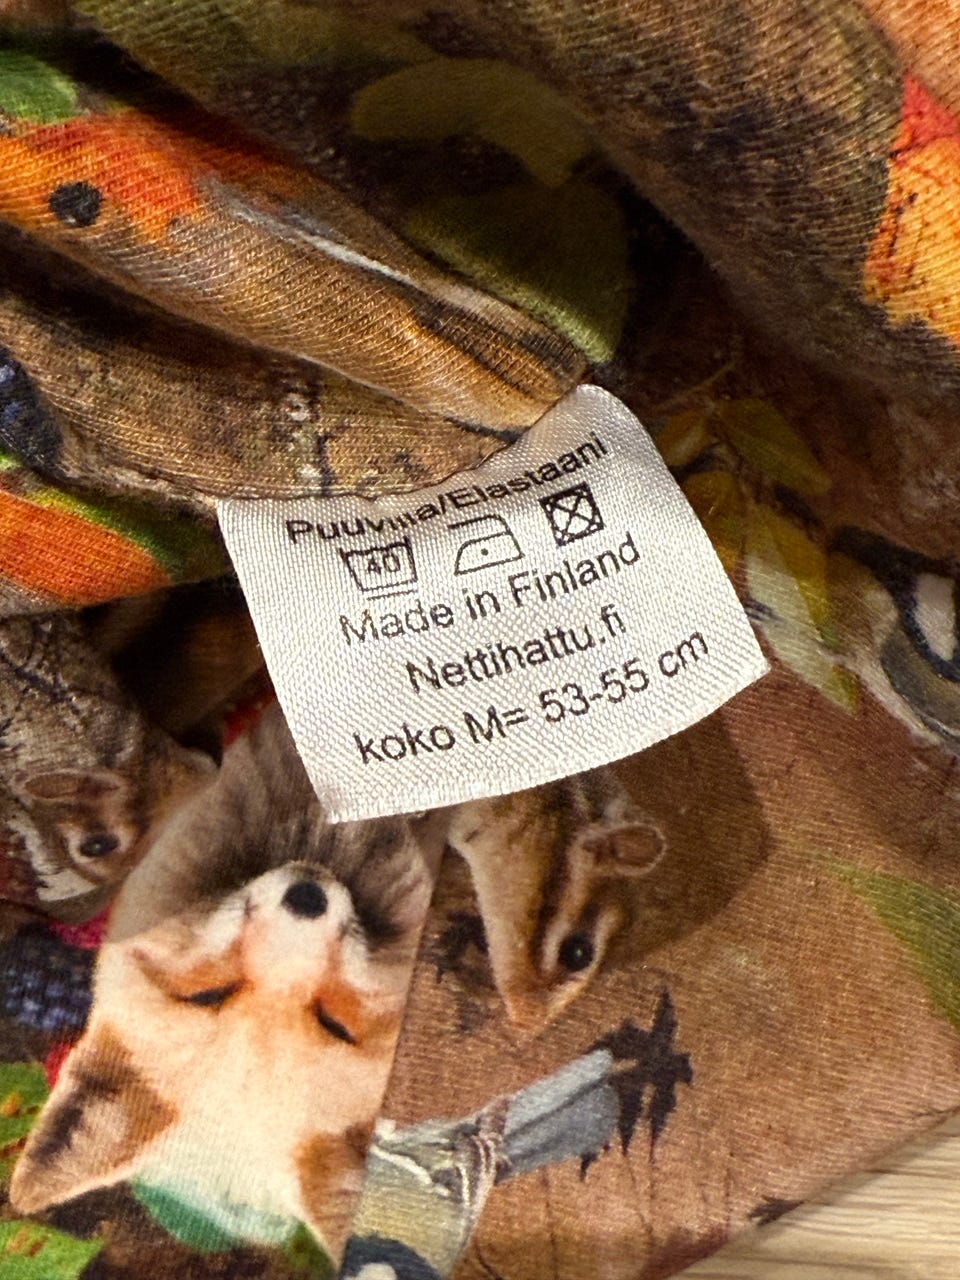 Puuvilla/Elastaani
40
Made in Finland
Nettihattu.fi
koko M= 53-55 cm